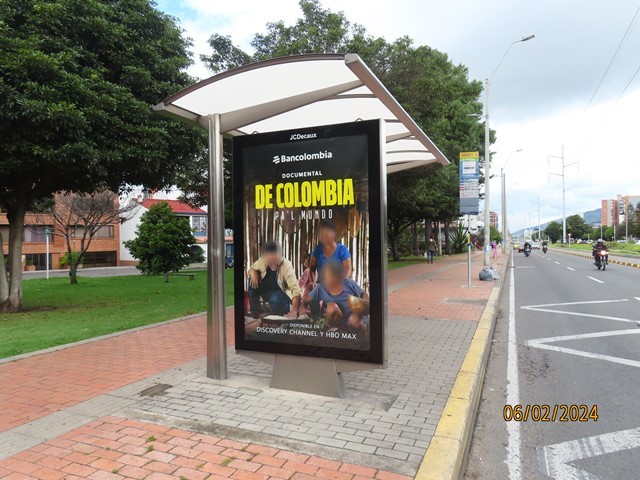 JCDecaux
Bancolombia
DOCUMENTAL
DE COLOMBIA
PA'L MUNDO
DISPONIBLE EN
DISCOVERY CHANNEL Y HBO MAX
06/02/2024